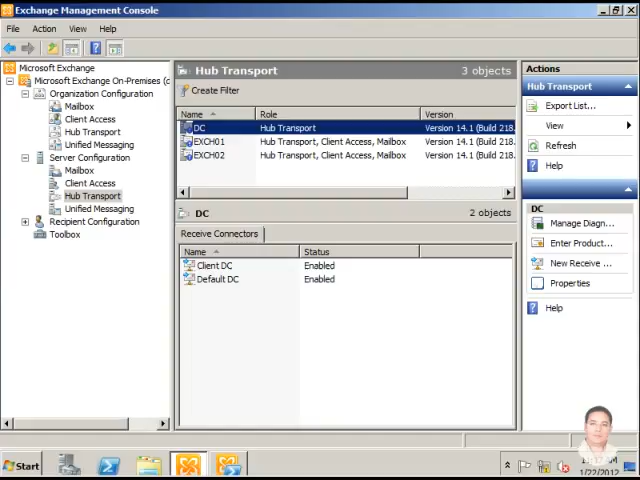 Exchange Management Console
File Action View Help
Microsoft Exchange
Microsoft Exchange On-Premises (c
Organization Configuration
Mailbox
Client Access
Hub Transport
Unified Messaging
Server Configuration
Mailbox
Client Access
Hub Transport
Unified Messaging
Recipient Configuration
Toolbox
Hub Transport 3 objects
Create Filter
Name Role Version
DC Hub Transport Version 14.1 (Build 218.
EXCH01 Hub Transport, Client Access, Mailbox Version 14.1 (Build 218.
EXCH02 Hub Transport, Client Access, Mailbox Version 14.1 (Build 218.
DC 2 objects
Receive Connectors
Name Status
Client DC Enabled
Default DC Enabled
Actions
Hub Transport
Export List...
View
Refresh
Help
DC
Manage Diagn...
Enter Product...
New Receive ...
Properties
Help
Start
1/22/2012